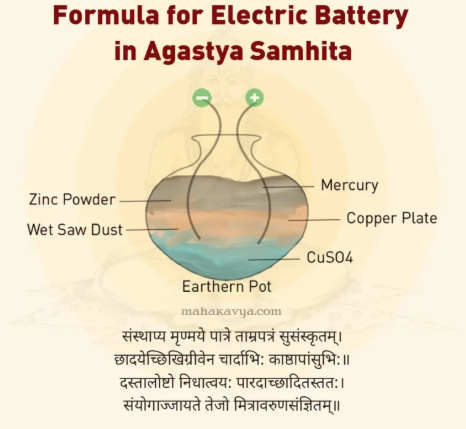 Formula for Electric Battery
in Agastya Samhita
−
+
Zinc Powder
Mercury
Wet Saw Dust
Copper Plate
CuSO4
Earthern Pot
mahakavya.com
संस्थाप्य मृण्मये पात्रे ताम्रपत्रं सुसंस्कृतम्।
छादयेच्छिखिग्रीवेन चार्दाभि: काष्ठापांसुभि:॥
दस्तालोष्टो निधात्वय: पारदाच्छादितस्तत:।
संयोगाज्जायते तेजो मित्रावरुणसंज्ञितम्॥